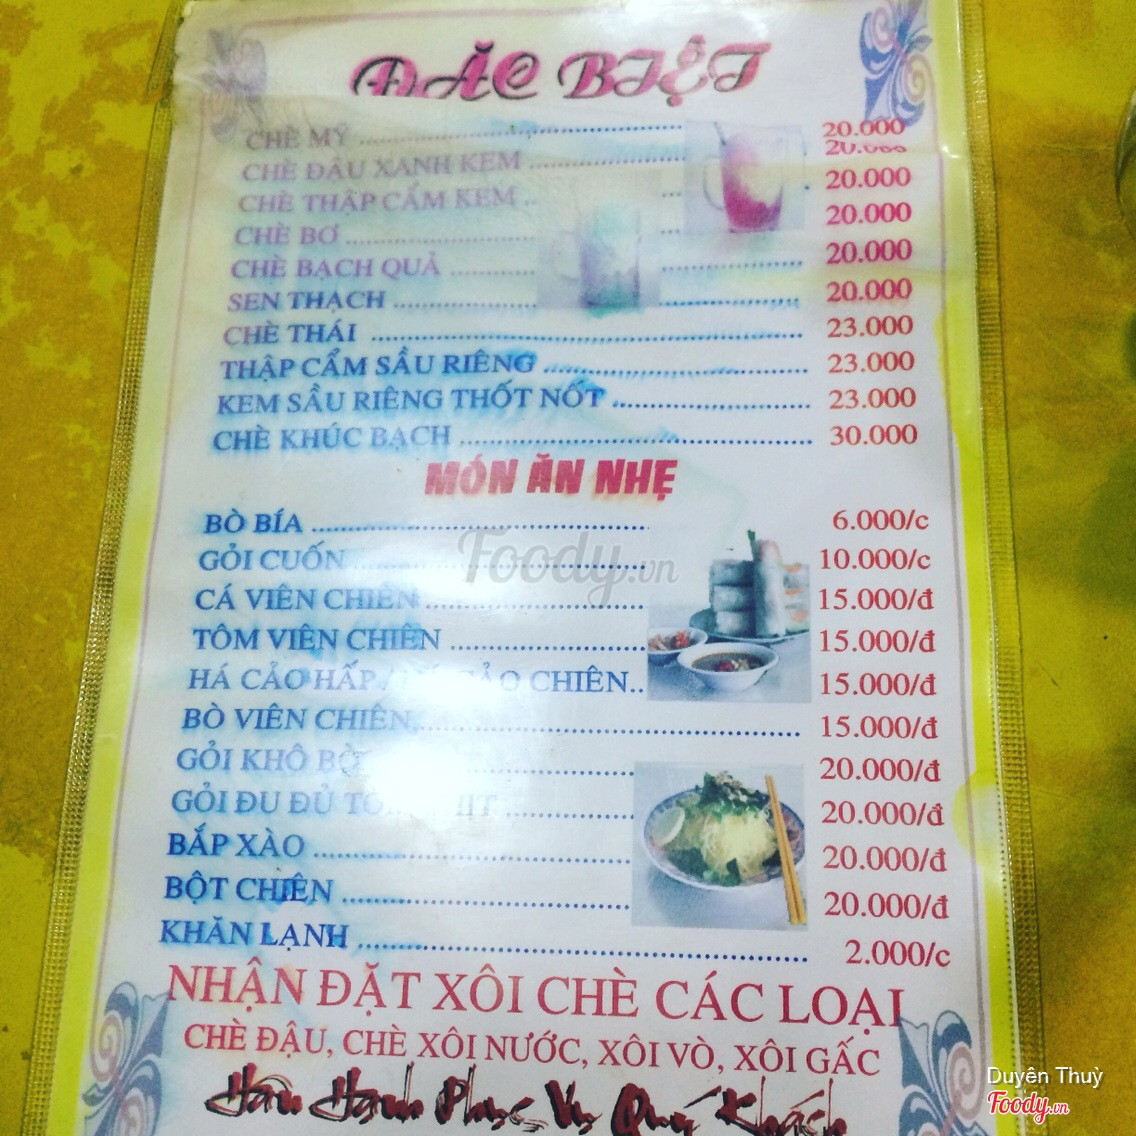 ĐẶC BIỆT
CHÈ MỸ ........ 20.000
20.000
CHÈ ĐẬU XANH KEM ........ 20.000
CHÈ THẬP CẨM KEM .. 20.000
CHÈ BƠ ........ 20.000
CHÈ BẠCH QUẢ ........ 20.000
SEN THẠCH ........ 20.000
CHÈ THÁI ........ 23.000
THẬP CẨM SẦU RIÊNG ........ 23.000
KEM SẦU RIÊNG THỐT NỐT ........ 23.000
CHÈ KHÚC BẠCH ........ 30.000
MÓN ĂN NHẸ
BÒ BÍA ........ 6.000/c
GỎI CUỐN ........ 10.000/c
CÁ VIÊN CHIÊN ........ 15.000/đ
TÔM VIÊN CHIÊN ........ 15.000/đ
HÁ CẢO HẤP / CẢO CHIÊN.. 15.000/đ
BÒ VIÊN CHIÊN ........ 15.000/đ
GỎI KHÔ BÒ ........ 20.000/đ
GỎI ĐU ĐỦ ........ 20.000/đ
BẮP XÀO ........ 20.000/đ
BỘT CHIÊN ........ 20.000/đ
KHĂN LẠNH ........ 2.000/c
NHẬN ĐẶT XÔI CHÈ CÁC LOẠI
CHÈ ĐẬU, CHÈ XÔI NƯỚC, XÔI VÒ, XÔI GẤC
Hân Hạnh Phục Vụ Quý Khách
Foody.vn
Duyên Thuỳ
Foody.vn